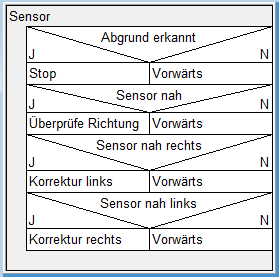 Sensor
Abgrund erkannt
J N
Stop Vorwärts
Sensor nah
J N
Überprüfe Richtung Vorwärts
Sensor nah rechts
J N
Korrektur links Vorwärts
Sensor nah links
J N
Korrektur rechts Vorwärts